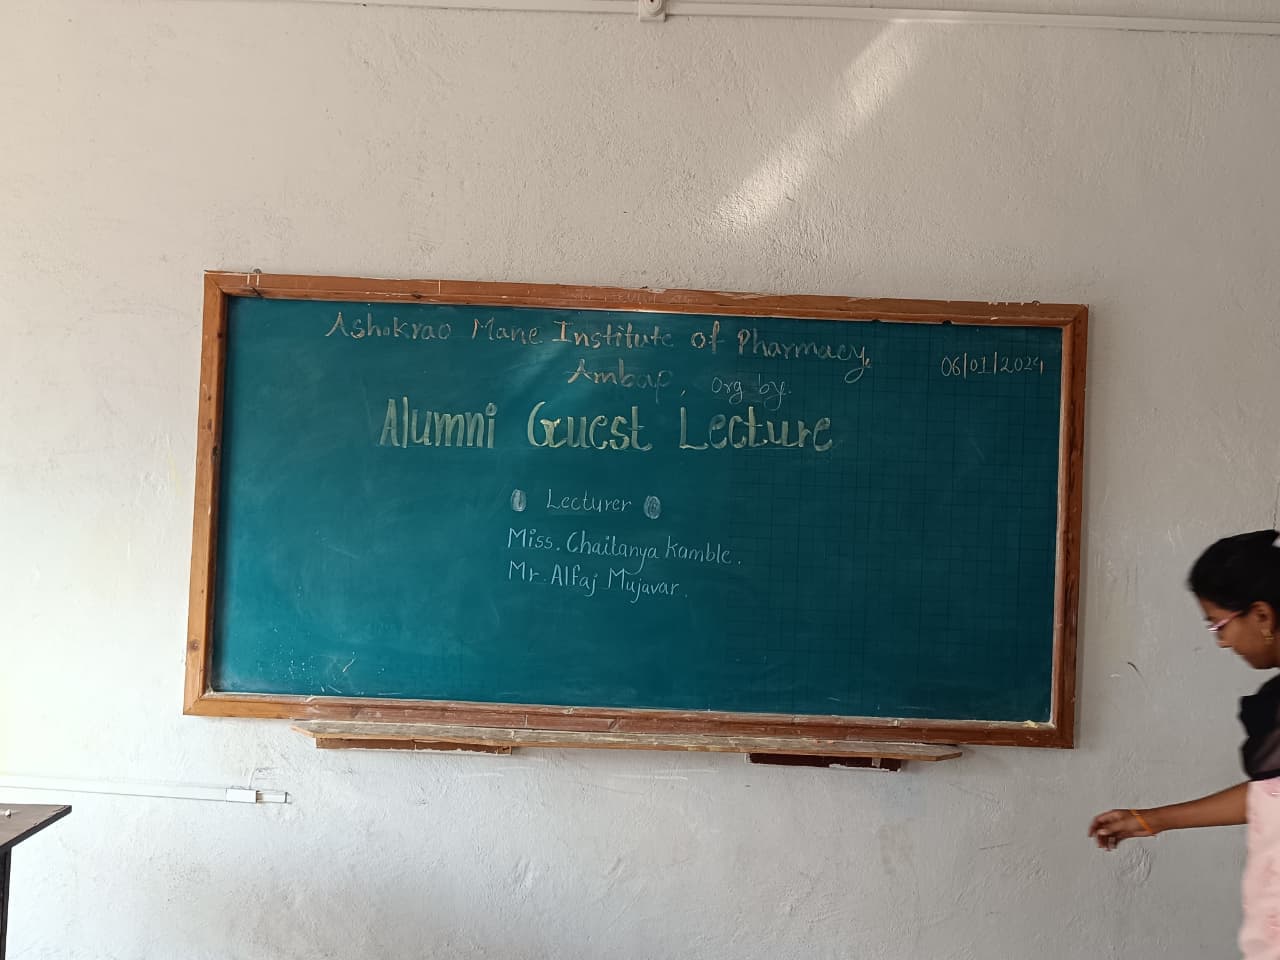 Ashokrao Mane Institute of Pharmacy,
Ambap, Org by.
06/01/2024
Alumni Guest Lecture
Lecturer
Miss. Chaitanya Kamble.
Mr. Alfaj Mujavar.